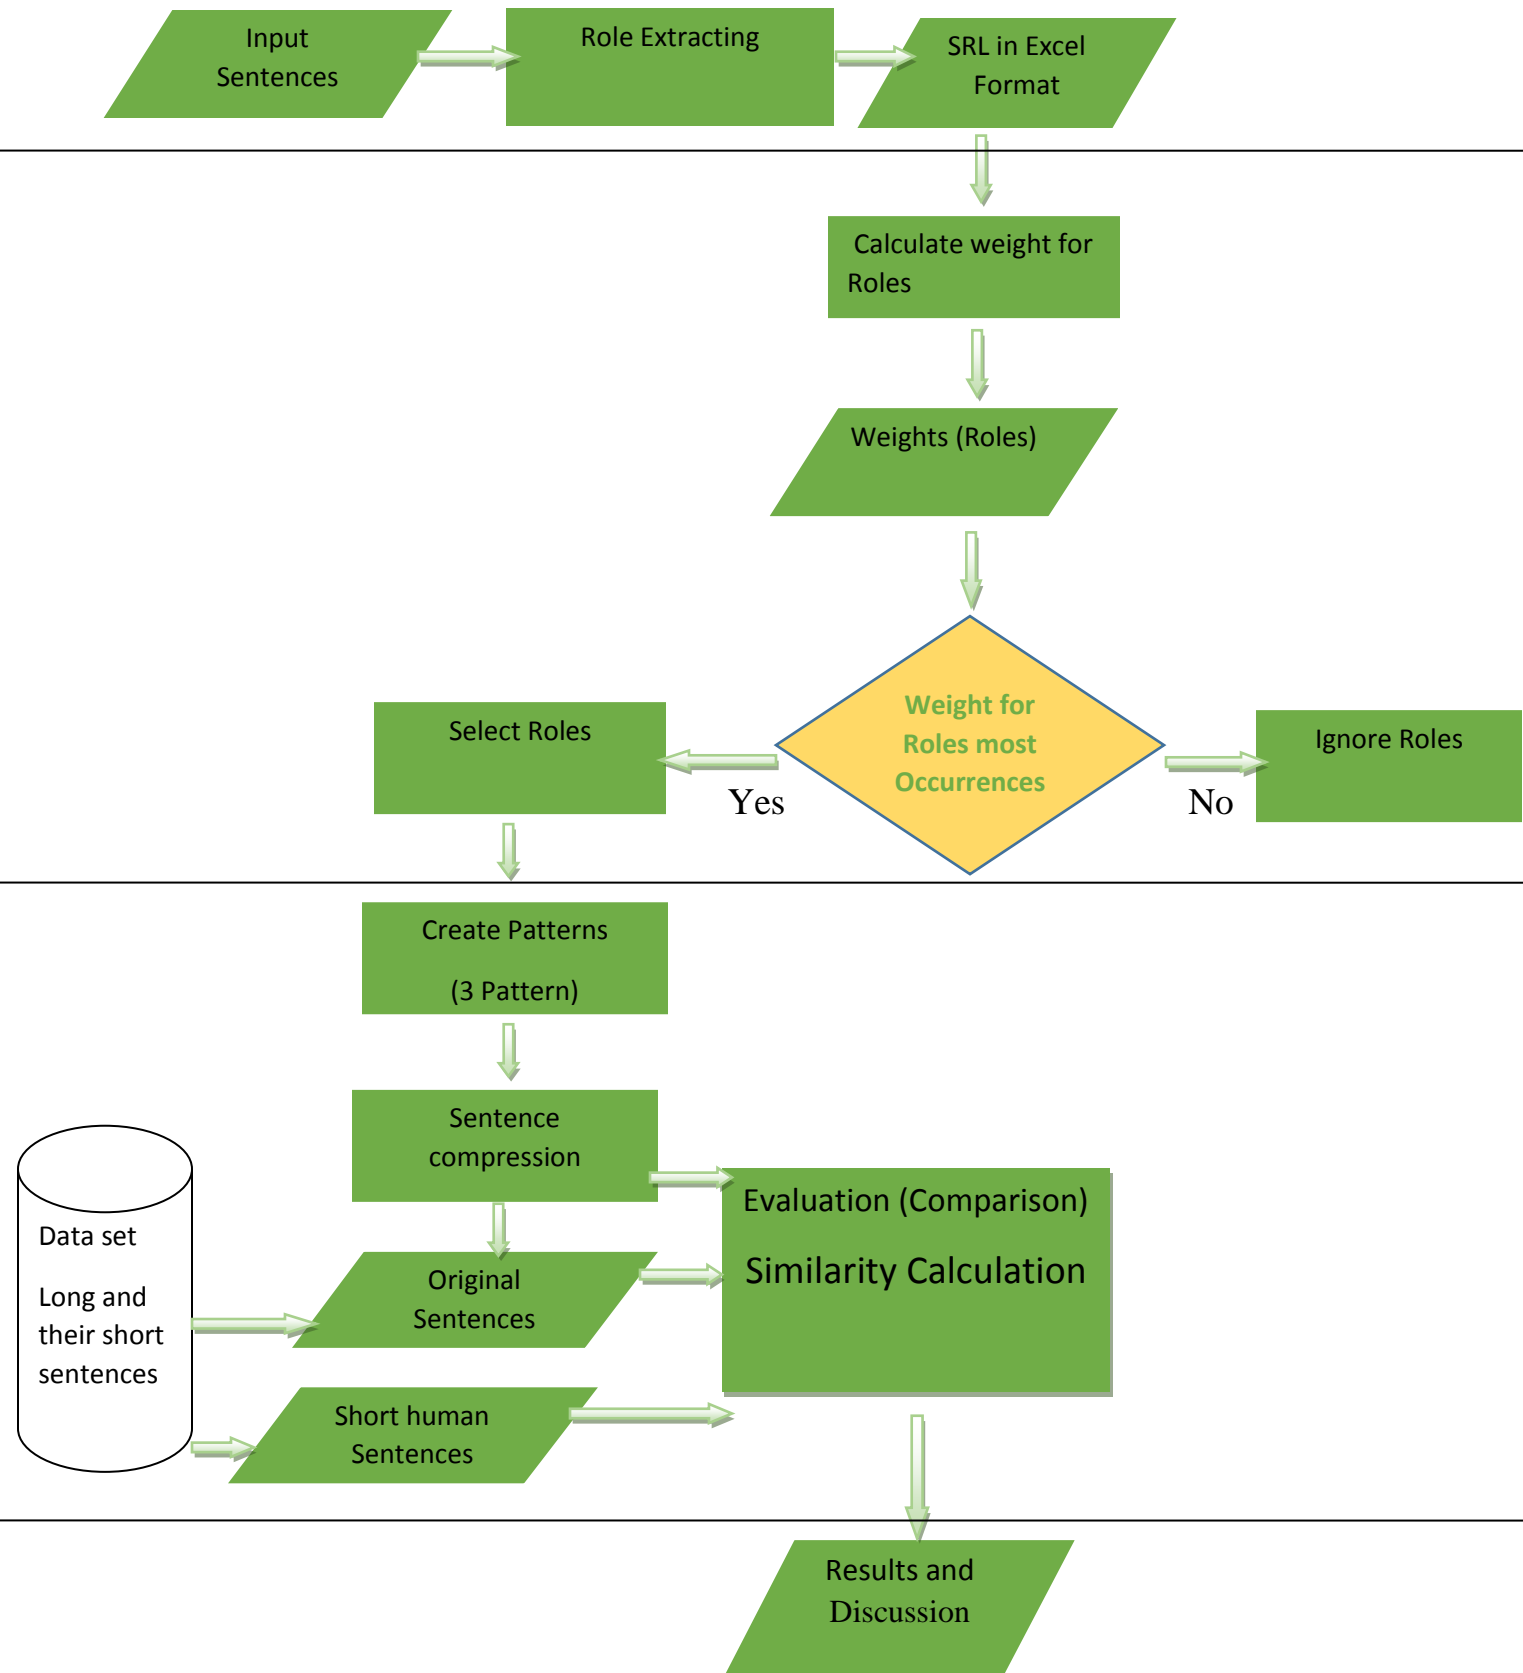 Input
Sentences
Role Extracting
SRL in Excel
Format
Calculate weight for
Roles
Weights (Roles)
Weight for
Roles most
Occurrences
Select Roles
Yes
No
Ignore Roles
Create Patterns
(3 Pattern)
Sentence
compression
Evaluation (Comparison)
Similarity Calculation
Data set
Long and
their short
sentences
Original
Sentences
Short human
Sentences
Results and
Discussion